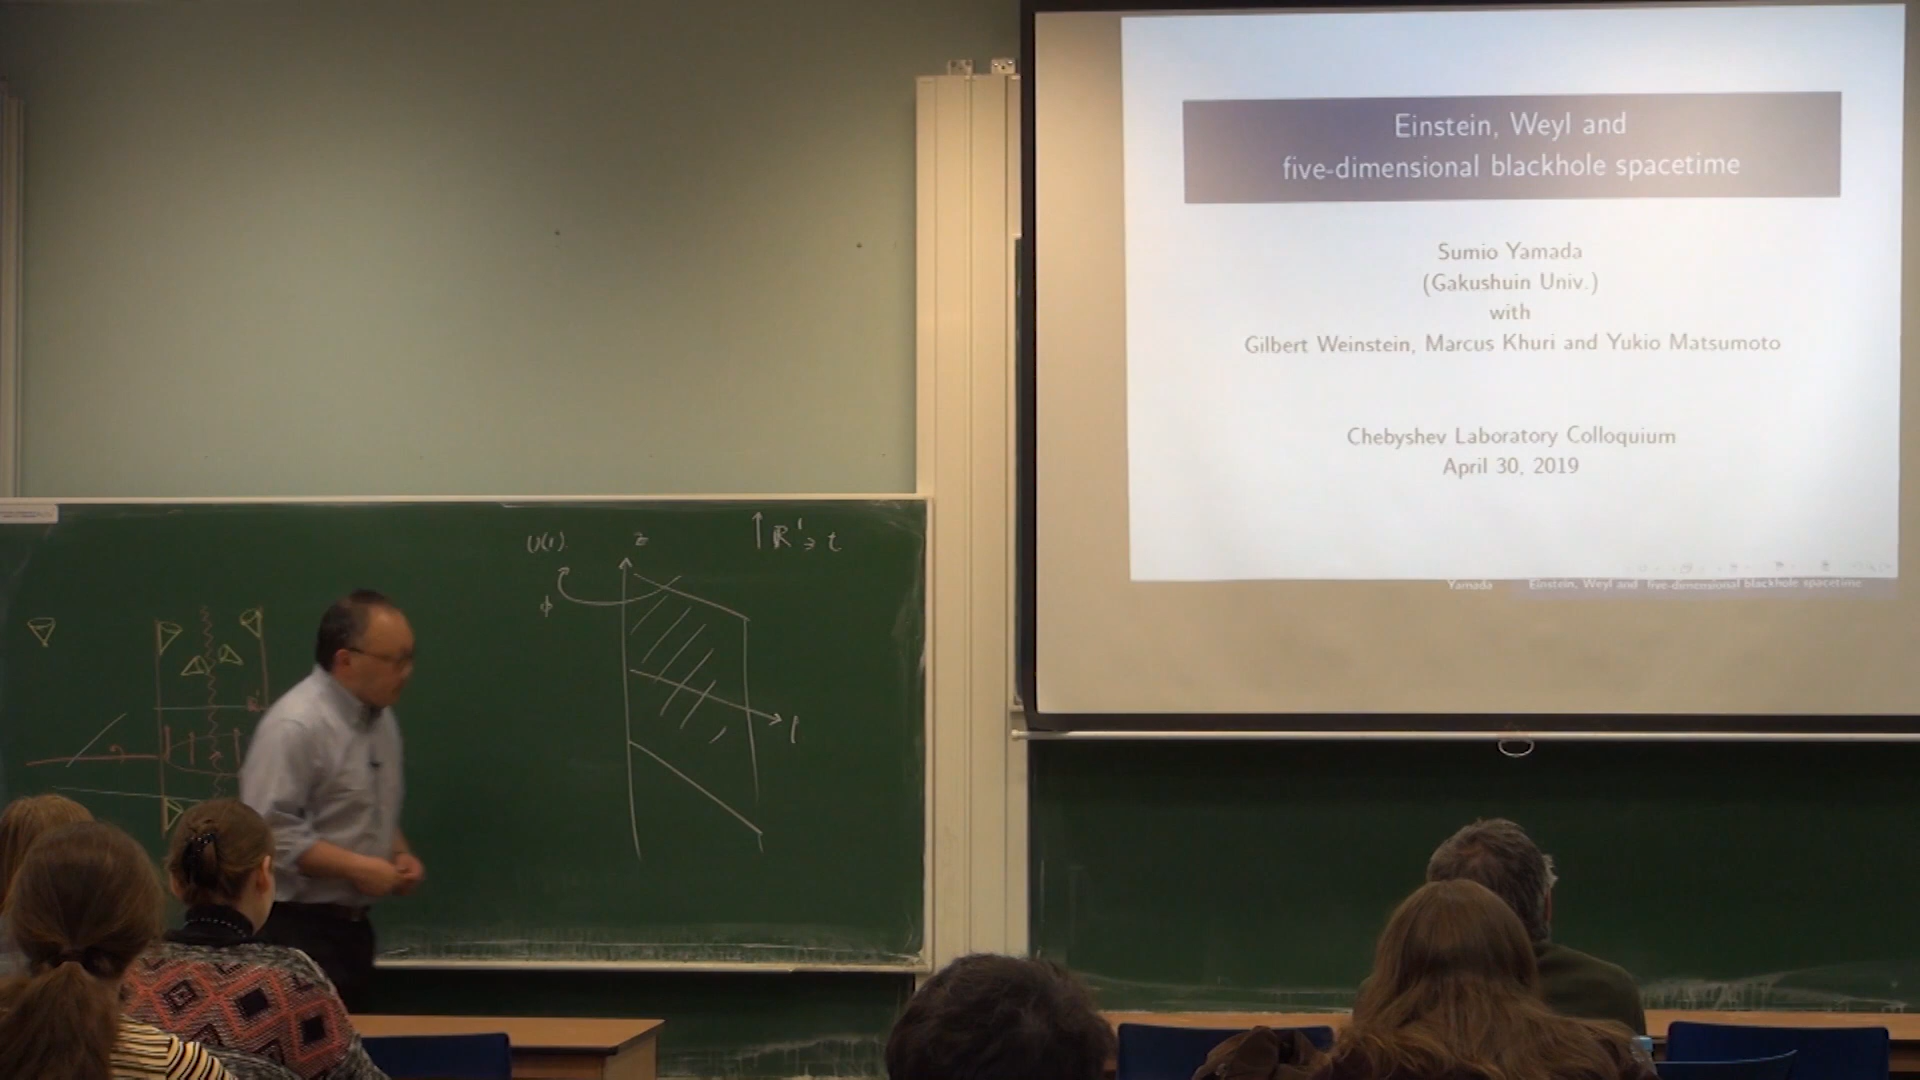 U(1)
z
ℝ¹ ∋ t
ϕ
ρ
Einstein, Weyl and
five-dimensional blackhole spacetime
Sumio Yamada
(Gakushuin Univ.)
with
Gilbert Weinstein, Marcus Khuri and Yukio Matsumoto
Chebyshev Laboratory Colloquium
April 30, 2019
Yamada Einstein, Weyl and five-dimensional blackhole spacetime